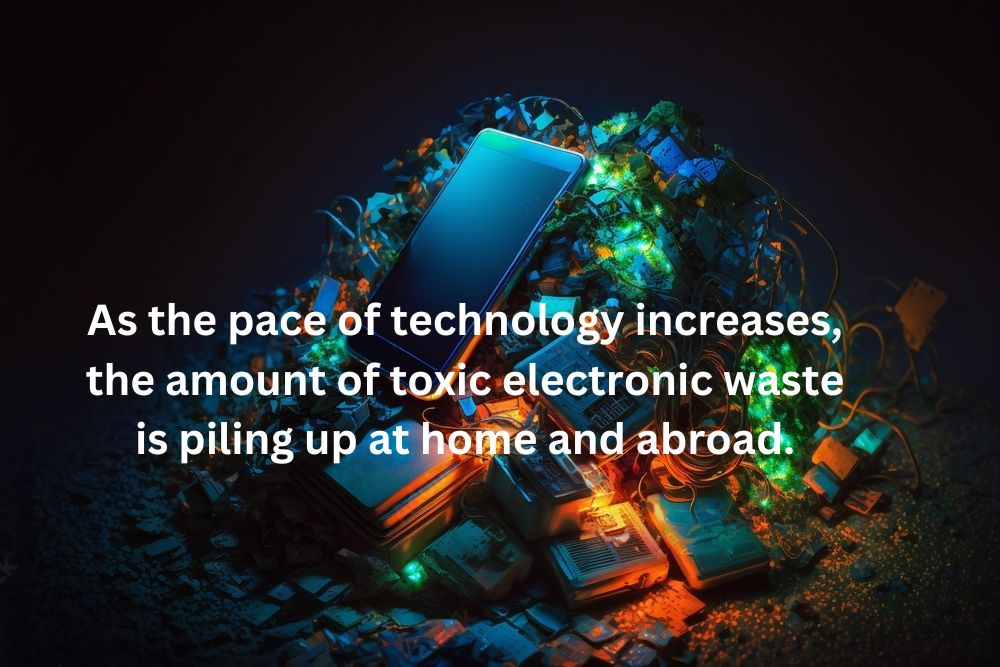 As the pace of technology increases,
the amount of toxic electronic waste
is piling up at home and abroad.